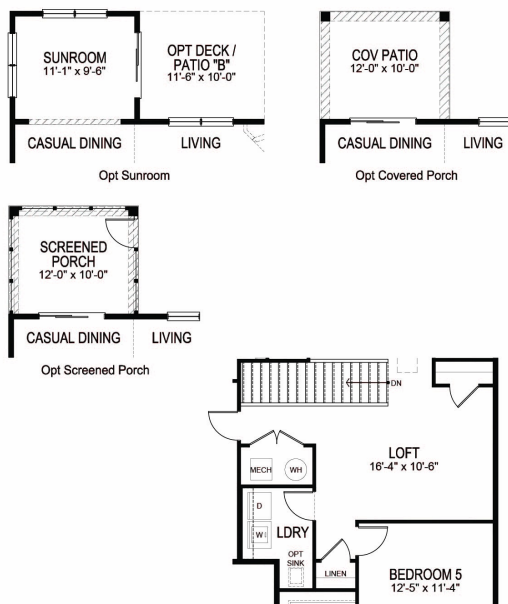 SUNROOM
11'-1" x 9'-6"
OPT DECK /
PATIO "B"
11'-6" x 10'-0"
CASUAL DINING
LIVING
Opt Sunroom
COV PATIO
12'-0" x 10'-0"
CASUAL DINING
LIVING
Opt Covered Porch
SCREENED
PORCH
12'-0" x 10'-0"
CASUAL DINING
LIVING
Opt Screened Porch
DN
LOFT
16'-4" x 10'-6"
MECH
WH
D
W
LDRY
OPT
SINK
LINEN
BEDROOM 5
12'-5" x 11'-4"